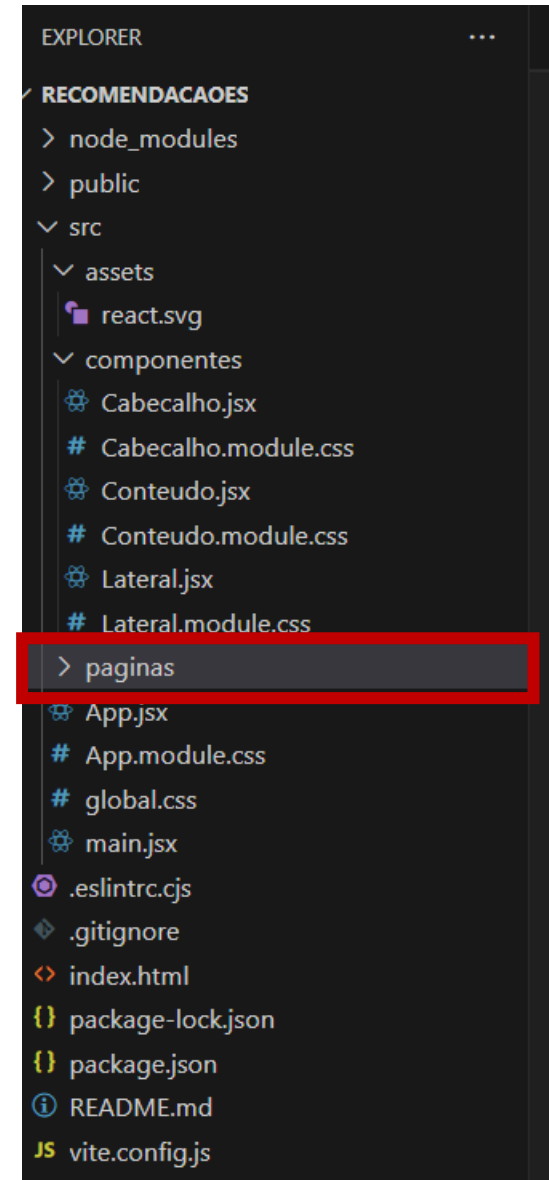 EXPLORER ...
RECOMENDACAOES
node_modules
public
src
assets
react.svg
componentes
Cabecalho.jsx
# Cabecalho.module.css
Conteudo.jsx
# Conteudo.module.css
Lateral.jsx
# Lateral.module.css
paginas
App.jsx
# App.module.css
# global.css
main.jsx
.eslintrc.cjs
.gitignore
<> index.html
{} package-lock.json
{} package.json
README.md
JS vite.config.js